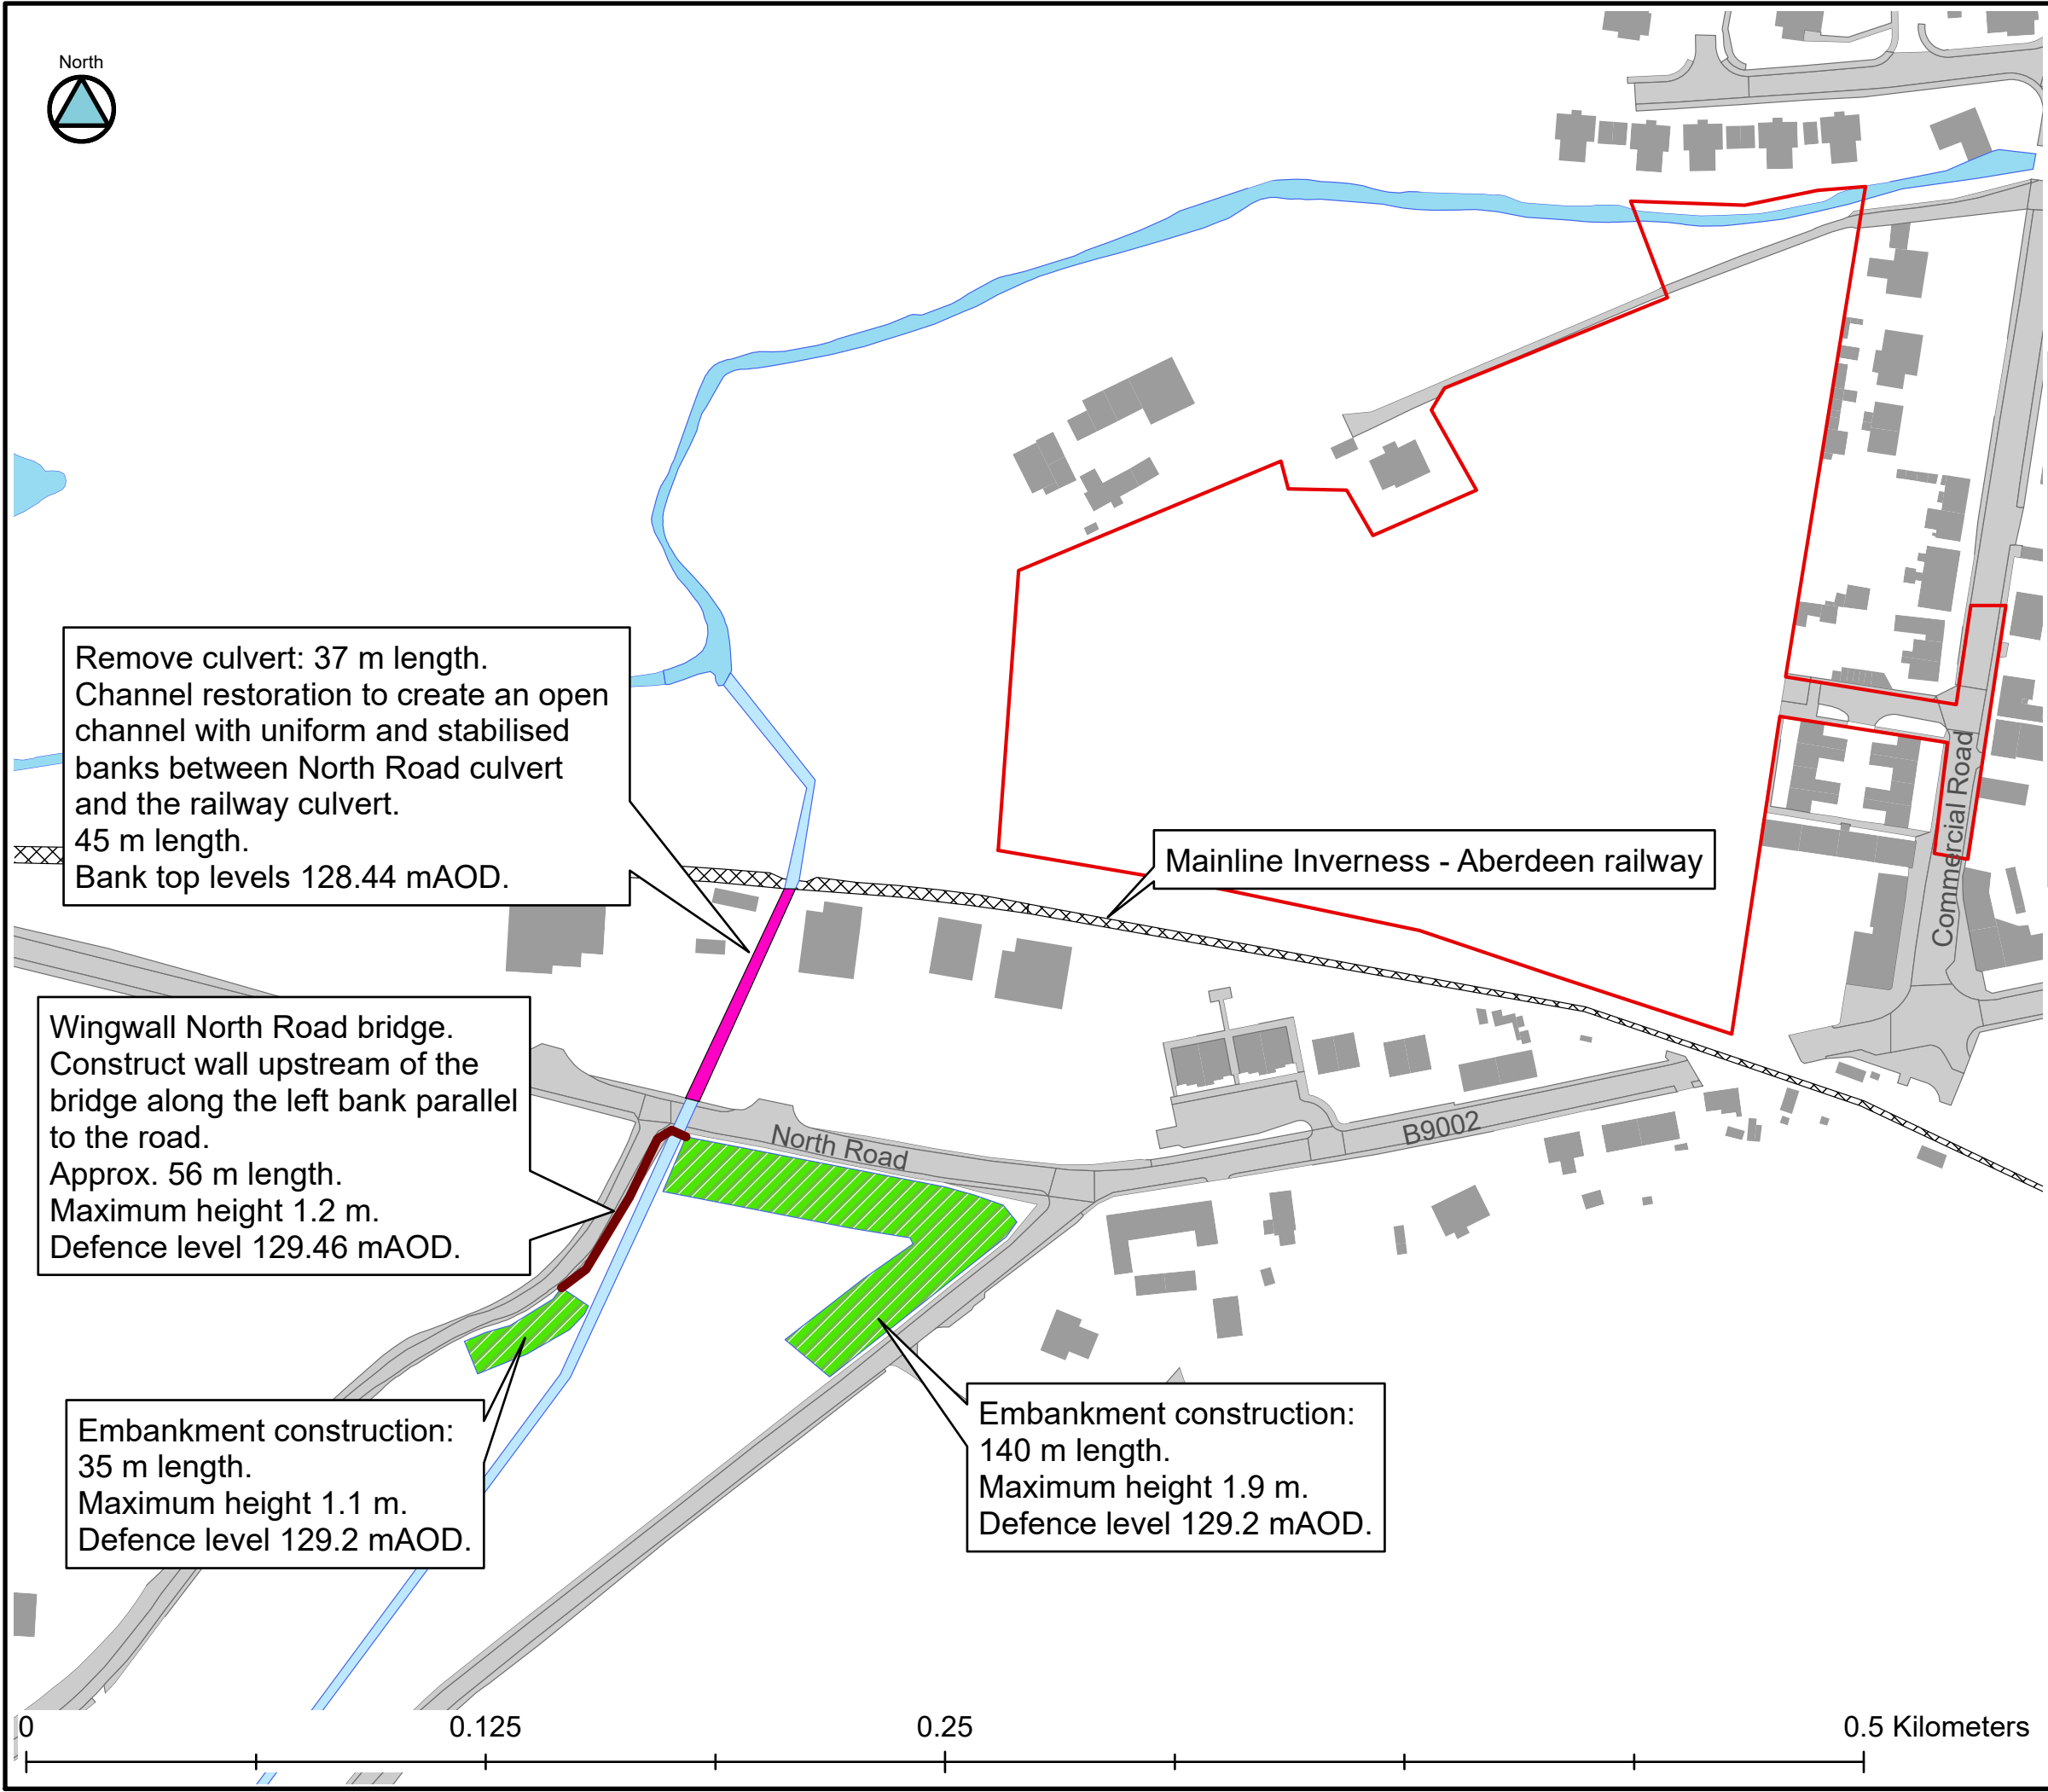 North
Remove culvert: 37 m length.
Channel restoration to create an open
channel with uniform and stabilised
banks between North Road culvert
and the railway culvert.
45 m length.
Bank top levels 128.44 mAOD.
Mainline Inverness - Aberdeen railway
Commercial Road
Wingwall North Road bridge.
Construct wall upstream of the
bridge along the left bank parallel
to the road.
Approx. 56 m length.
Maximum height 1.2 m.
Defence level 129.46 mAOD.
North Road
B9002
Embankment construction:
35 m length.
Maximum height 1.1 m.
Defence level 129.2 mAOD.
Embankment construction:
140 m length.
Maximum height 1.9 m.
Defence level 129.2 mAOD.
0 0.125 0.25 0.5 Kilometers